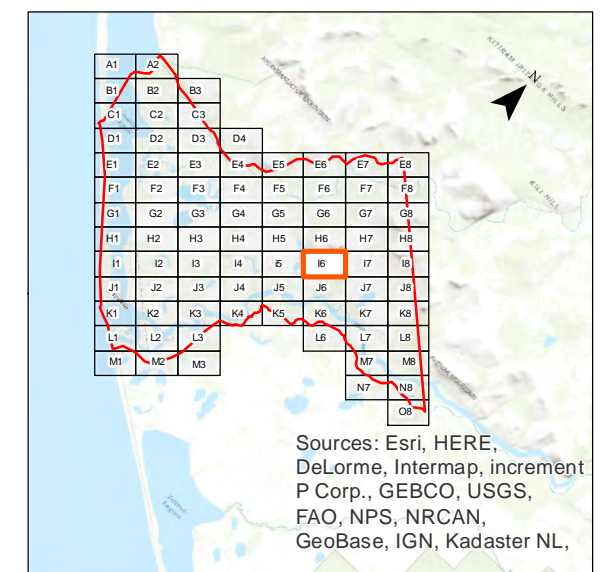 KITIRAM IPIENGA HILLS
N
KILI HILL
A1 A2
B1 B2 B3
C1 C2 C3
D1 D2 D3 D4
E1 E2 E3 E4 E5 E6 E7 E8
F1 F2 F3 F4 F5 F6 F7 F8
G1 G2 G3 G4 G5 G6 G7 G8
H1 H2 H3 H4 H5 H6 H7 H8
I1 I2 I3 I4 i5 I6 I7 I8
J1 J2 J3 J4 J5 J6 J7 J8
K1 K2 K3 K4 K5 K6 K7 K8
L1 L2 L3 L6 L7 L8
M1 M2 M3 M7 M8
N7 N8
O8
Sources: Esri, HERE,
DeLorme, Intermap, increment
P Corp., GEBCO, USGS,
FAO, NPS, NRCAN,
GeoBase, IGN, Kadaster NL,